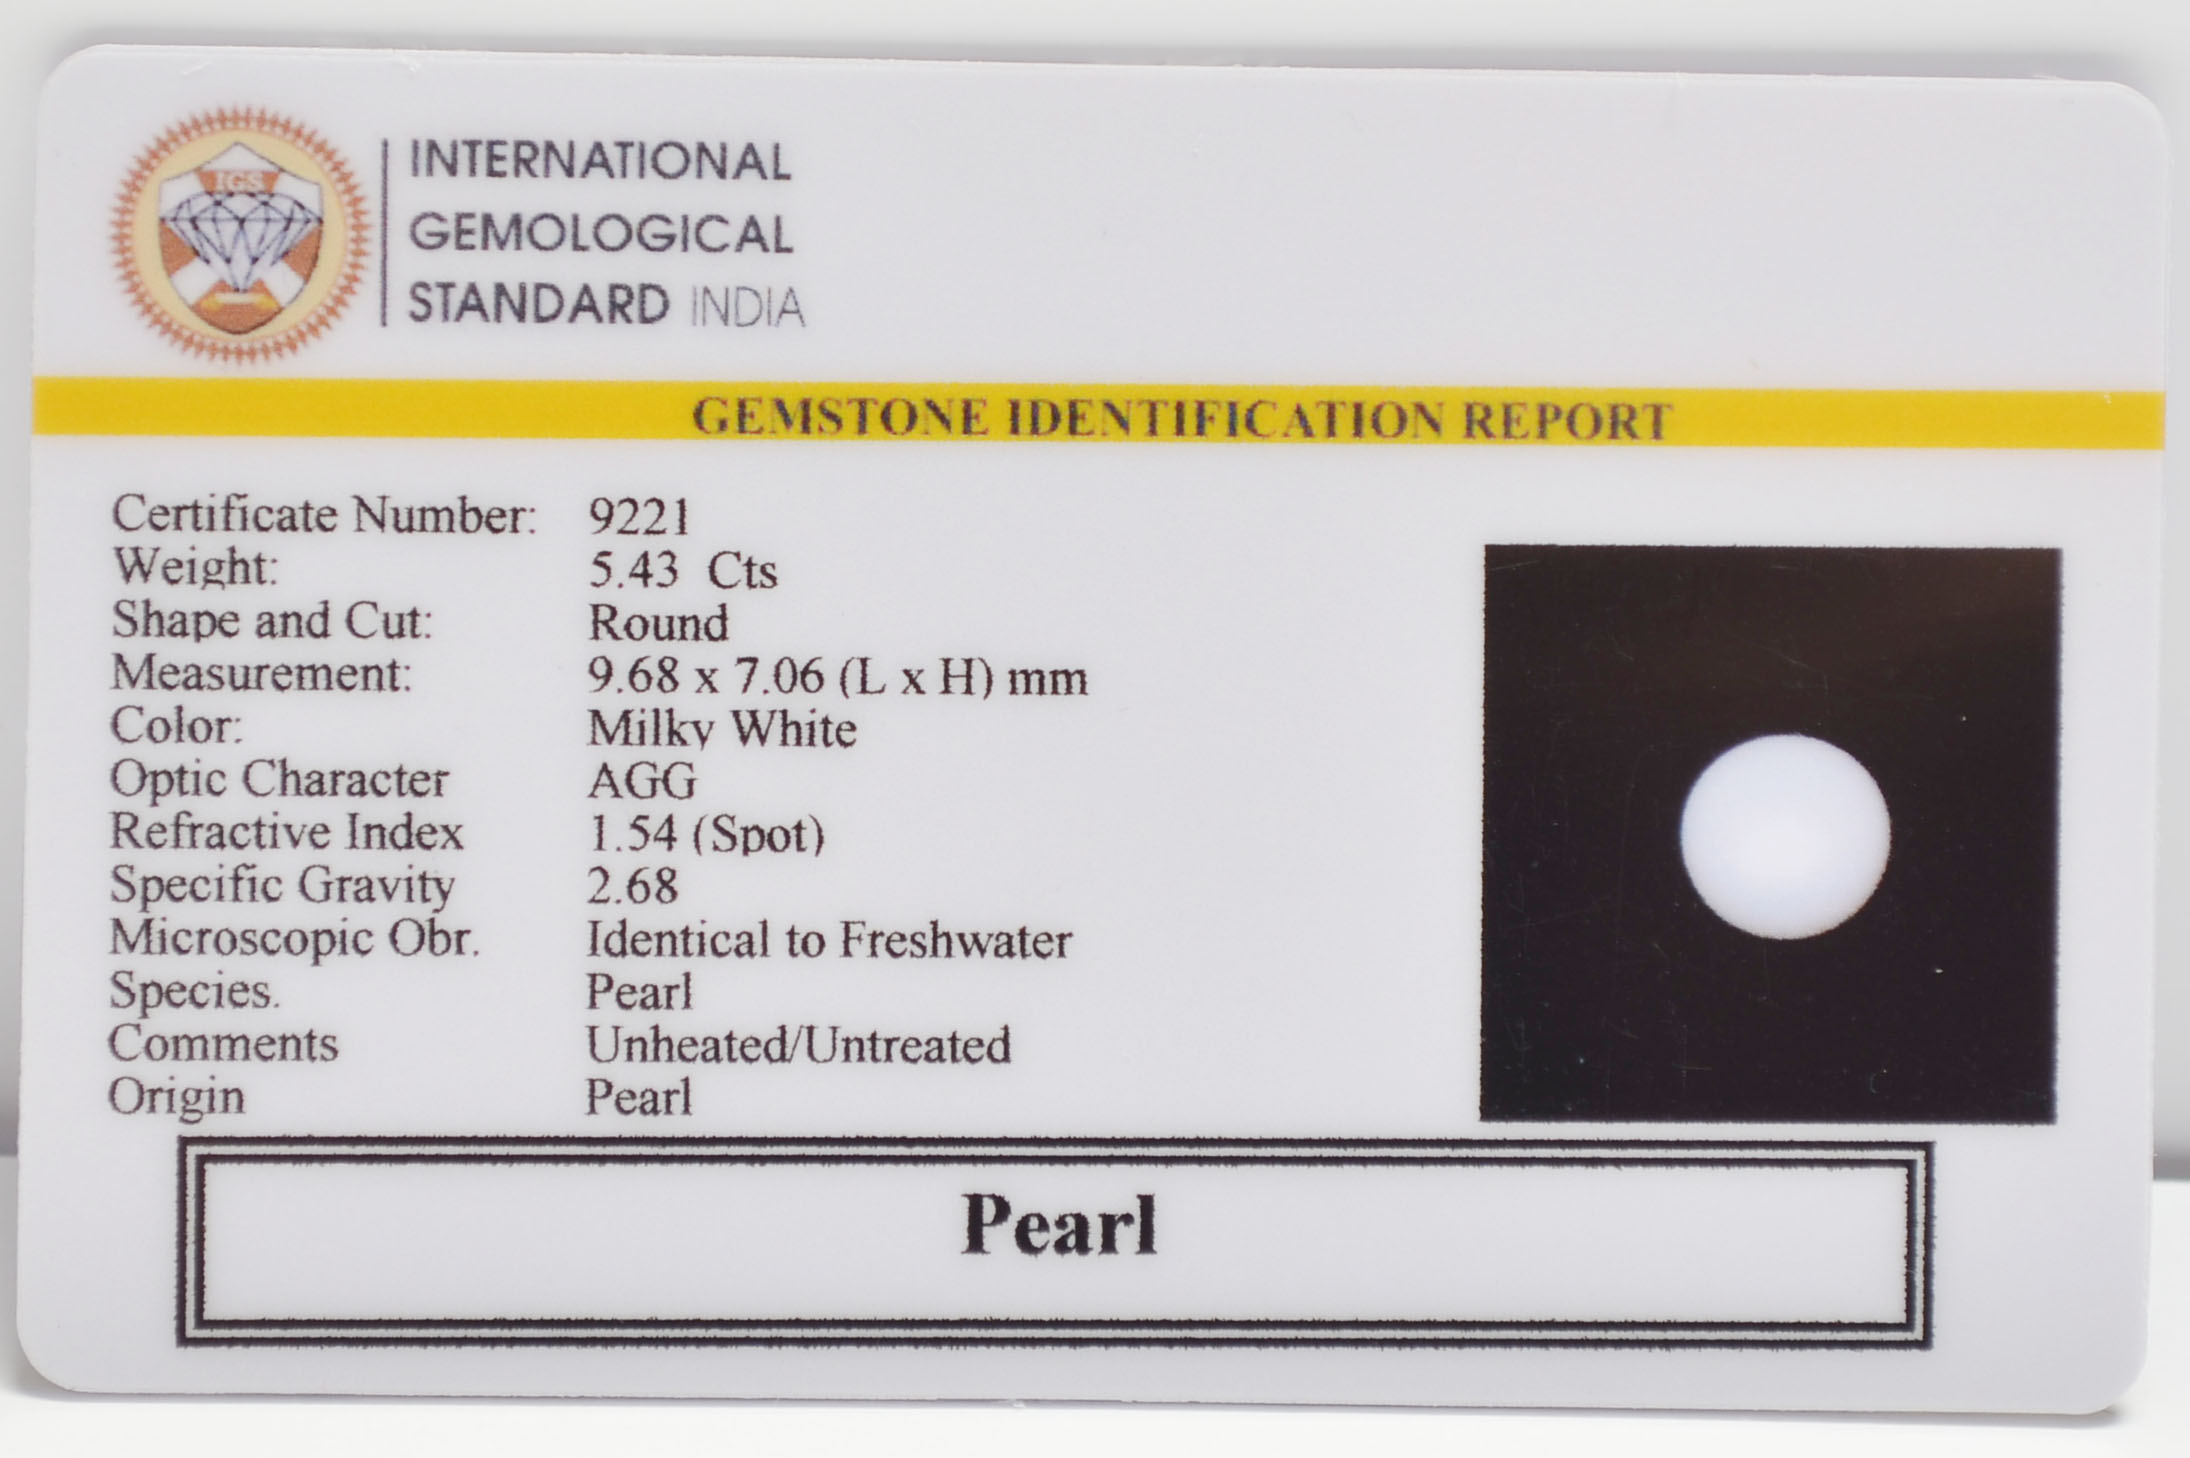 IGS
INTERNATIONAL
GEMOLOGICAL
STANDARD INDIA
GEMSTONE IDENTIFICATION REPORT
Certificate Number: 9221
Weight: 5.43 Cts
Shape and Cut: Round
Measurement: 9.68 x 7.06 (L x H) mm
Color: Milky White
Optic Character AGG
Refractive Index 1.54 (Spot)
Specific Gravity 2.68
Microscopic Obr. Identical to Freshwater
Species. Pearl
Comments Unheated/Untreated
Origin Pearl
Pearl